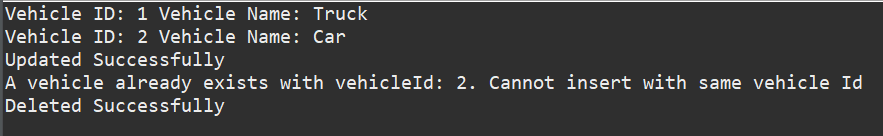 Vehicle ID: 1 Vehicle Name: Truck
Vehicle ID: 2 Vehicle Name: Car
Updated Successfully
A vehicle already exists with vehicleId: 2. Cannot insert with same vehicle Id
Deleted Successfully